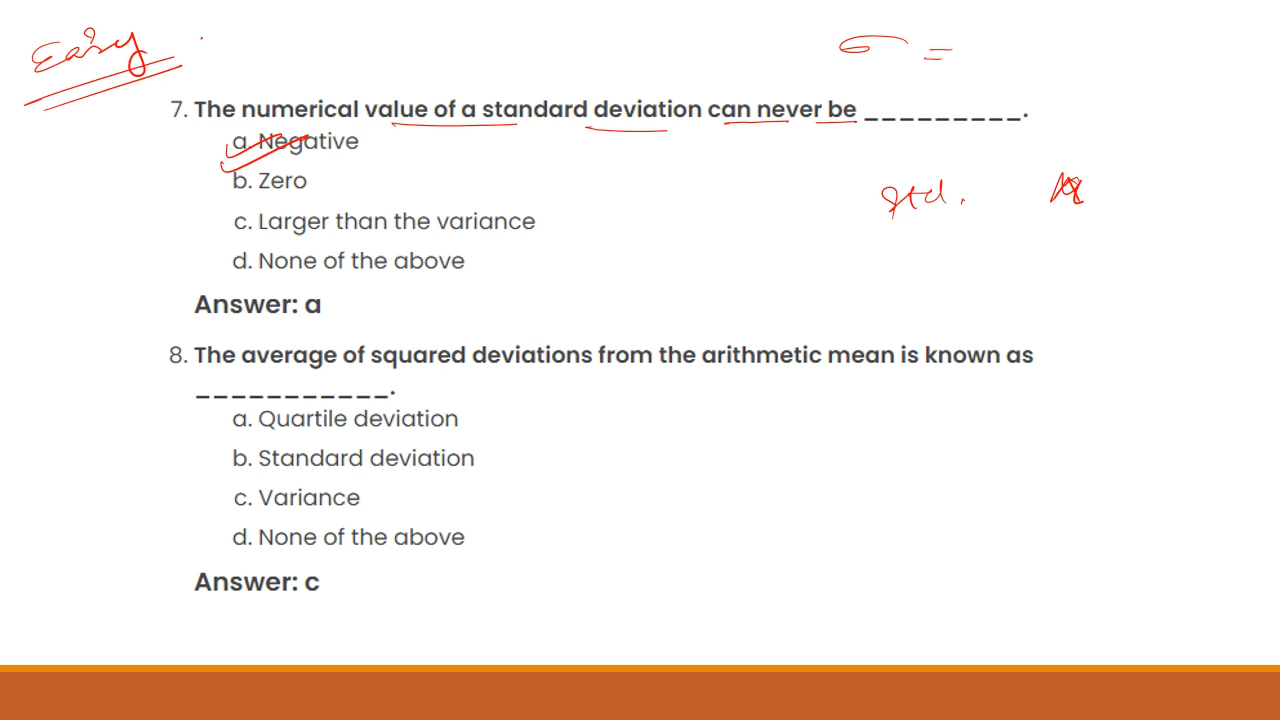 Easy
σ =
7. The numerical value of a standard deviation can never be _________.
a. Negative
b. Zero
std.
c. Larger than the variance
d. None of the above
Answer: a
8. The average of squared deviations from the arithmetic mean is known as
___________.
a. Quartile deviation
b. Standard deviation
c. Variance
d. None of the above
Answer: c